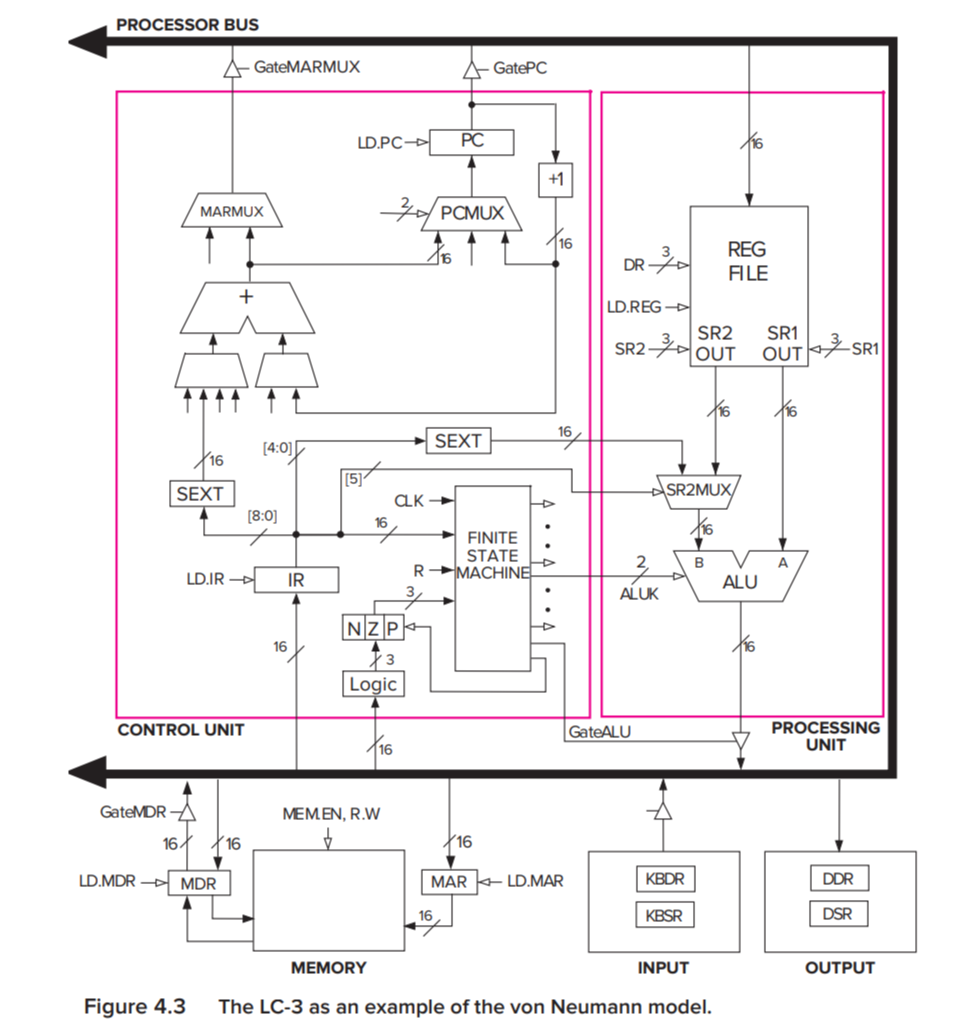 PROCESSOR BUS
GateMARMUX
GatePC
LD.PC
PC
+1
16
MARMUX
2
PCMUX
16
16
REG
FILE
DR
3
LD.REG
+
SR2
3
SR2
OUT
SR1
OUT
3
SR1
16
16
[4:0]
SEXT
16
16
[5]
SEXT
SR2MUX
CLK
[8:0]
16
16
FINITE
STATE
MACHINE
B
A
ALU
LD.IR
IR
R
2
ALUK
3
N Z P
16
3
16
Logic
CONTROL UNIT
GateALU
PROCESSING
UNIT
16
GateMDR
MEM.EN, R.W
16
16
16
LD.MDR
MDR
MAR
LD.MAR
16
KBDR
KBSR
DDR
DSR
MEMORY
INPUT
OUTPUT
Figure 4.3 The LC-3 as an example of the von Neumann model.